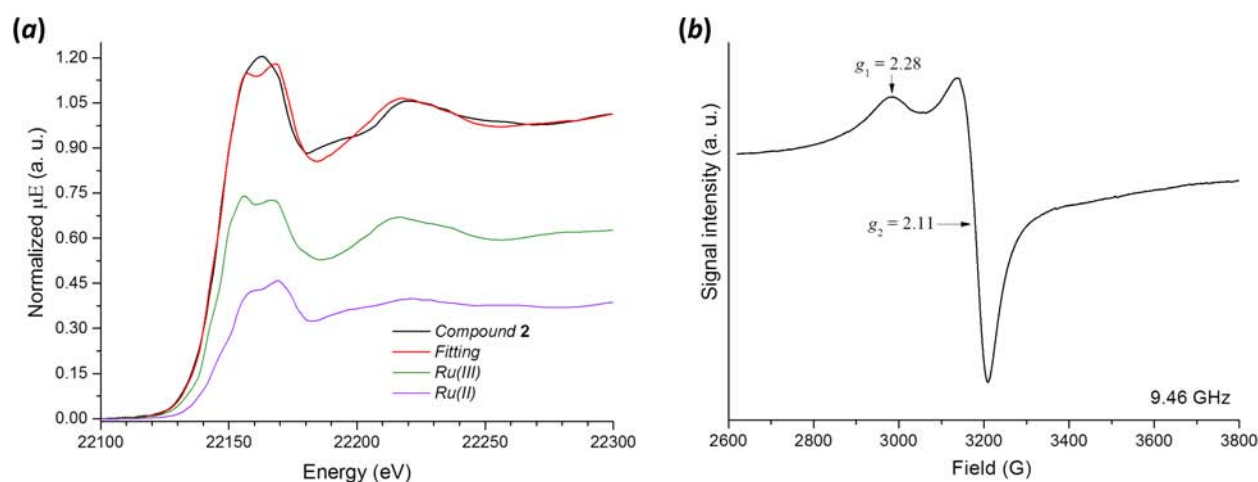 (a)
Normalized μE (a. u.)
1.20
1.05
0.90
0.75
0.60
0.45
0.30
0.15
0.00
Compound 2
Fitting
Ru(III)
Ru(II)
22100 22150 22200 22250 22300
Energy (eV)
(b)
Signal intensity (a. u.)
g1 = 2.28
g2 = 2.11
9.46 GHz
2600 3000 3200 3400 3600 3800
Field (G)